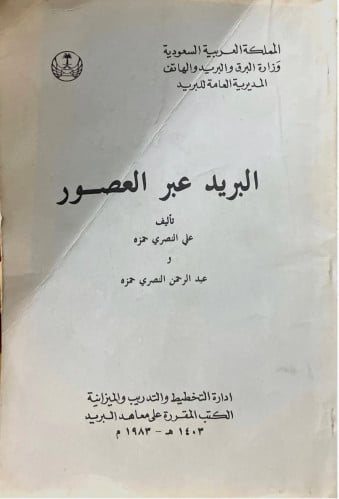 المملكة العربية السعودية
وزارة البرق والبريد والهاتف
المديرية العامة للبريد
البريد عبر العصور
تأليف
علي النصري حمزه
و
عبد الرحمن النصري حمزه
ادارة التخطيط والتدريب والميزانية
الكتب المقررة على معاهد البريد
١٤٠٣ هـ - ١٩٨٣ م